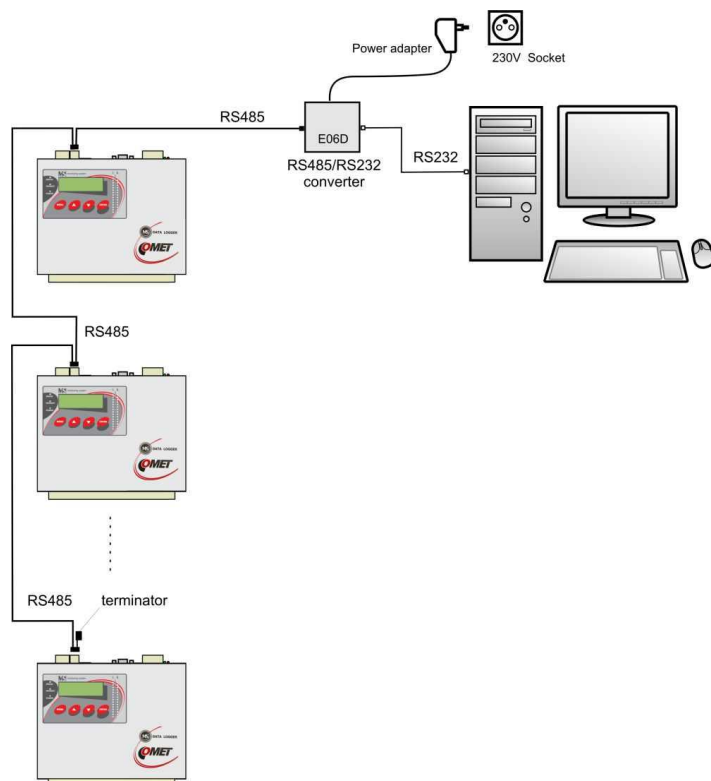 Power adapter
230V Socket
RS485
E06D
RS485/RS232
converter
RS232
DATA LOGGER
COMET
RS485
DATA LOGGER
COMET
RS485
terminator
DATA LOGGER
COMET